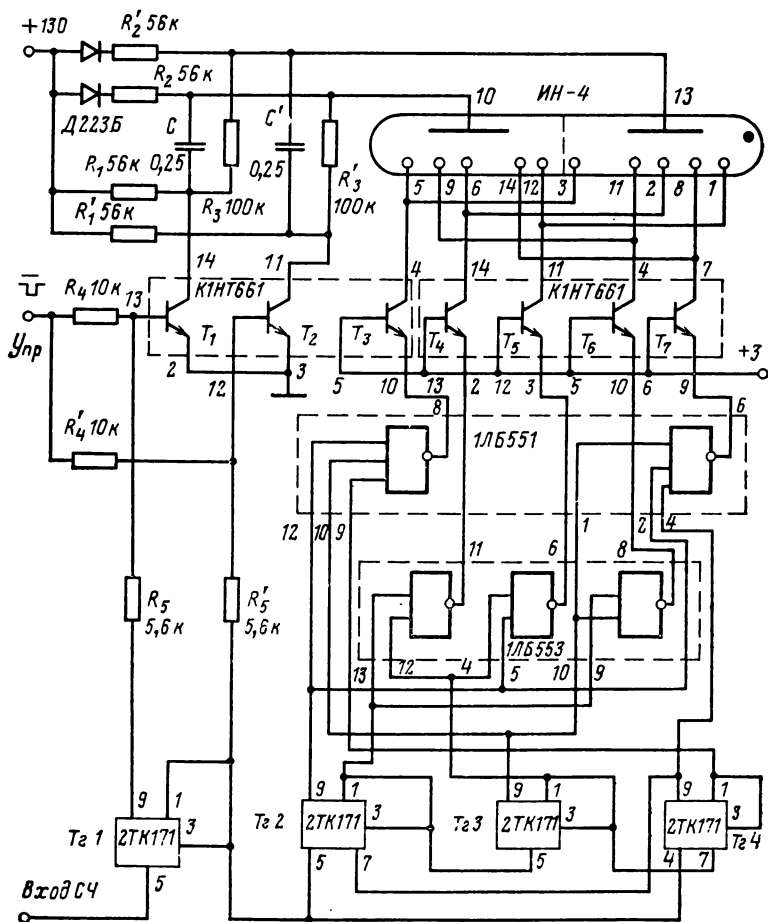 +130
R₂' 56к
R₂ 56к
Д223Б
C
0,25
C'
0,25
R₁ 56к
R₁' 56к
R₃ 100к
R₃'
100к
10
ИН-4
13
5 9 6 14 12 3 11 2 8 1
14
11
К1НТ661
4 14 11 4 7
К1НТ661
Uпр
R₄ 10к
13
T₁ T₂ T₃ T₄ T₅ T₆ T₇
2 12 3 5 10 13 2 12 3 5 10 6 9
+3
R₄' 10к
8
6
1ЛБ551
12 10 9
1
2 4
11
6
8
R₅
5,6к
R₅'
5,6к
1ЛБ553
13 12 4 5 10 9
9 1 3 5
Тг 1
2ТК171
9 1 3 5 7
Тг 2
2ТК171
9 1 3 5
Тг 3
2ТК171
9 1 3 4 7
Тг 4
2ТК171
Вход СЧ